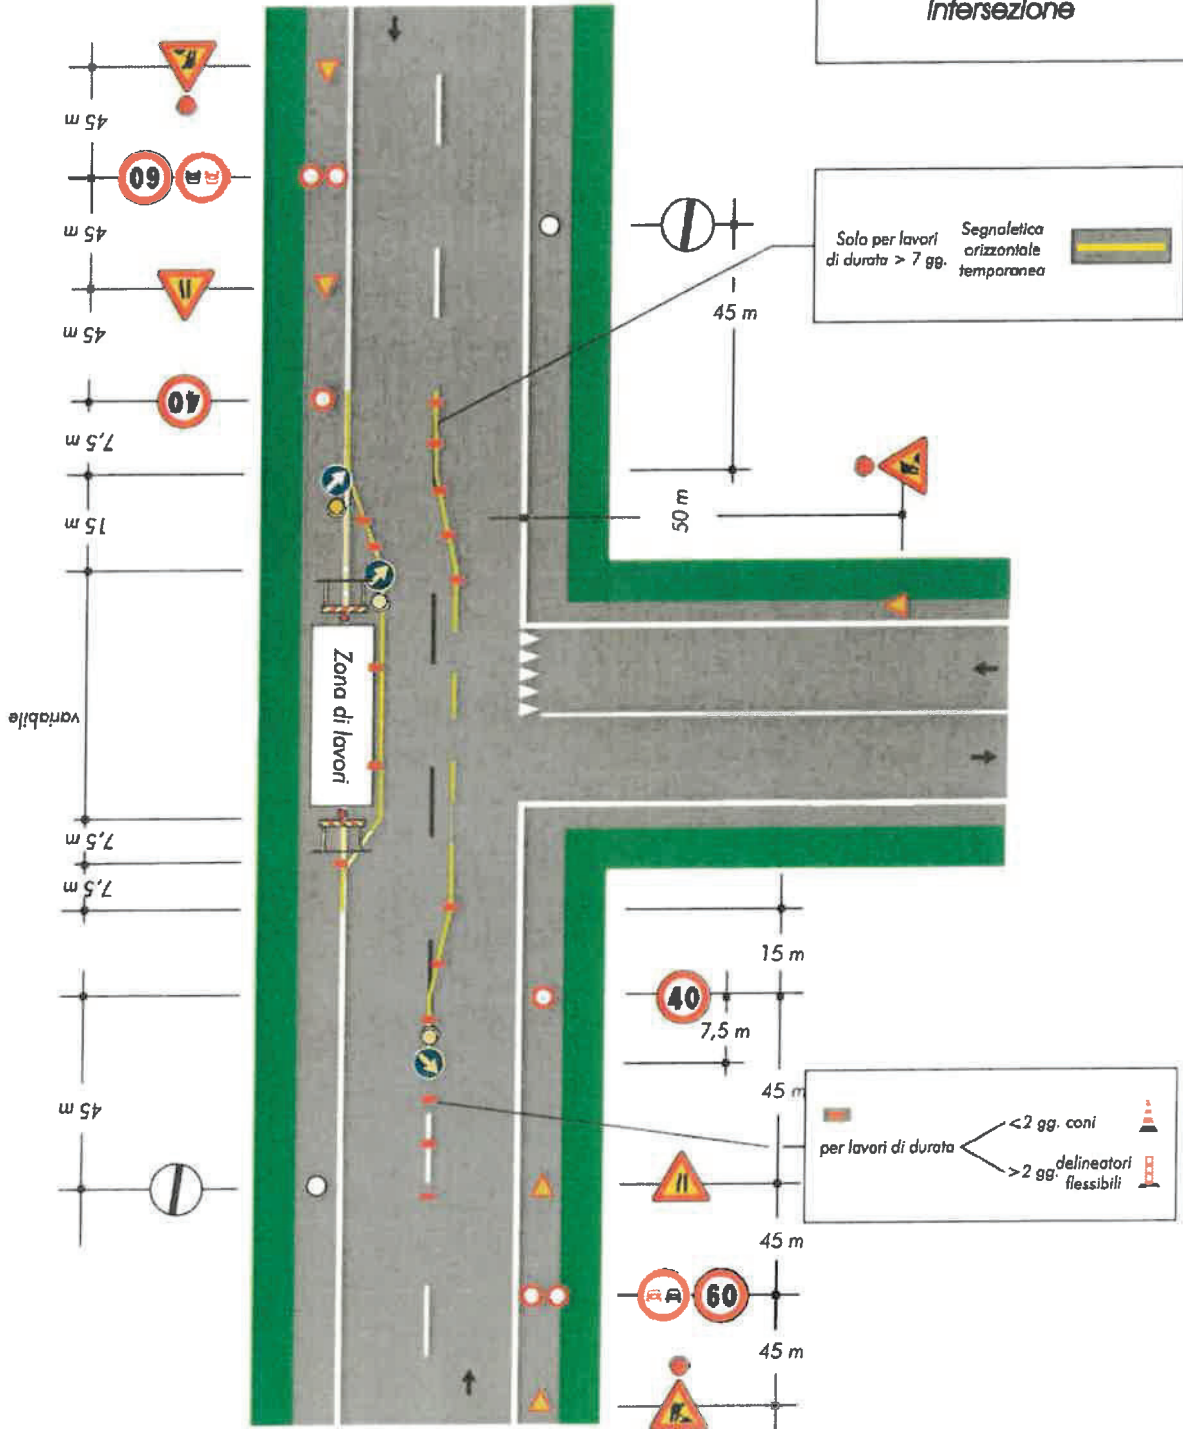 intersezione
45 m
60
45 m
45 m
40
7,5 m
15 m
variabile
7,5 m
7,5 m
45 m
Zona di lavori
Solo per lavori
di durata > 7 gg.
Segnaletica
orizzontale
temporanea
45 m
50 m
15 m
40
7,5 m
45 m
per lavori di durata
<2 gg. coni
>2 gg. delineatori
flessibili
45 m
60
45 m